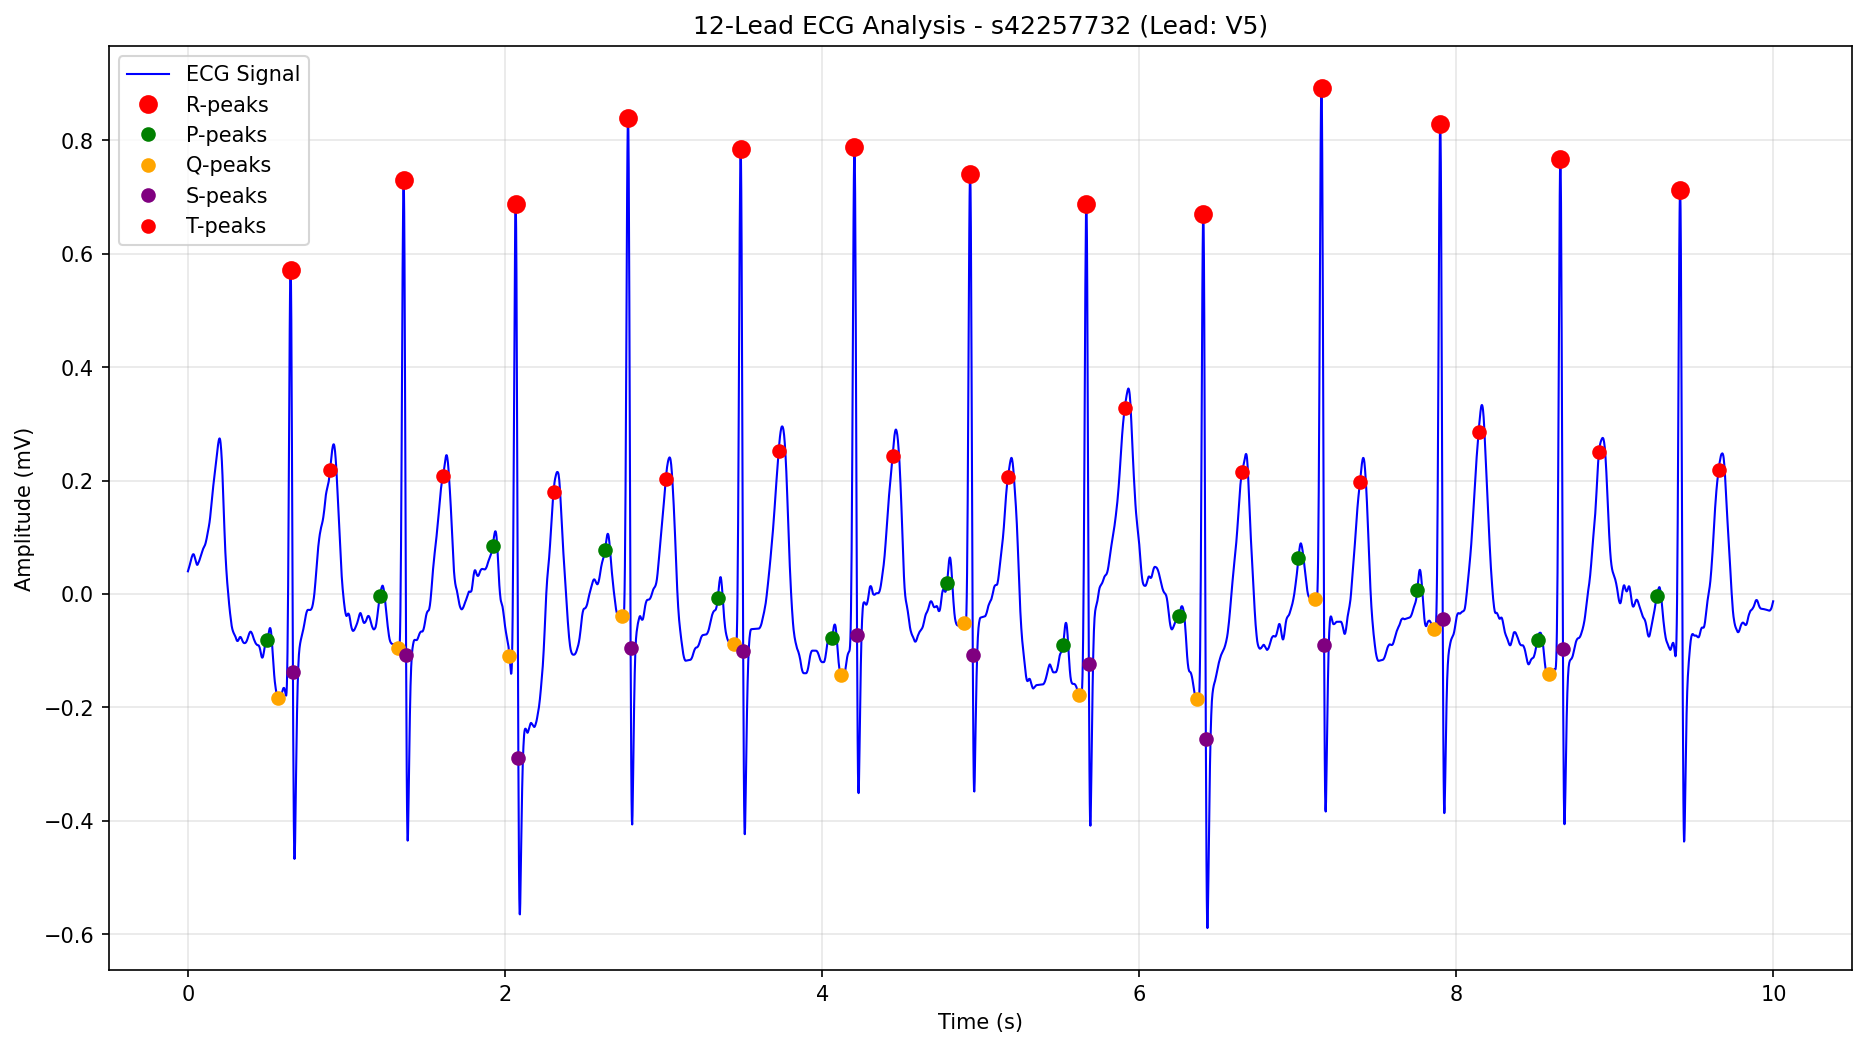 12-Lead ECG Analysis - s42257732 (Lead: V5)
ECG Signal
R-peaks
P-peaks
Q-peaks
S-peaks
T-peaks
Amplitude (mV)
0.8
0.6
0.4
0.2
0.0
−0.2
−0.4
−0.6
0 2 4 6 8 10
Time (s)